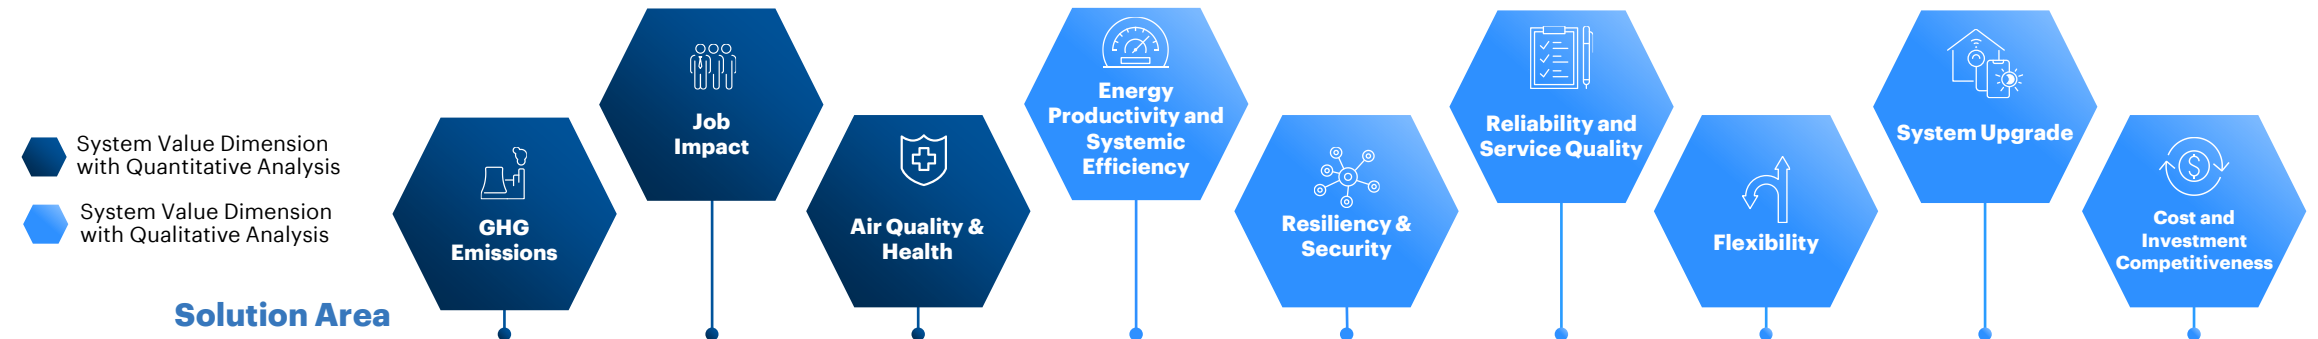 System Value Dimension
with Quantitative Analysis
System Value Dimension
with Qualitative Analysis
Solution Area
GHG
Emissions
Job
Impact
Air Quality &
Health
Energy
Productivity and
Systemic
Efficiency
Resiliency &
Security
Reliability and
Service Quality
Flexibility
System Upgrade
Cost and
Investment
Competitiveness